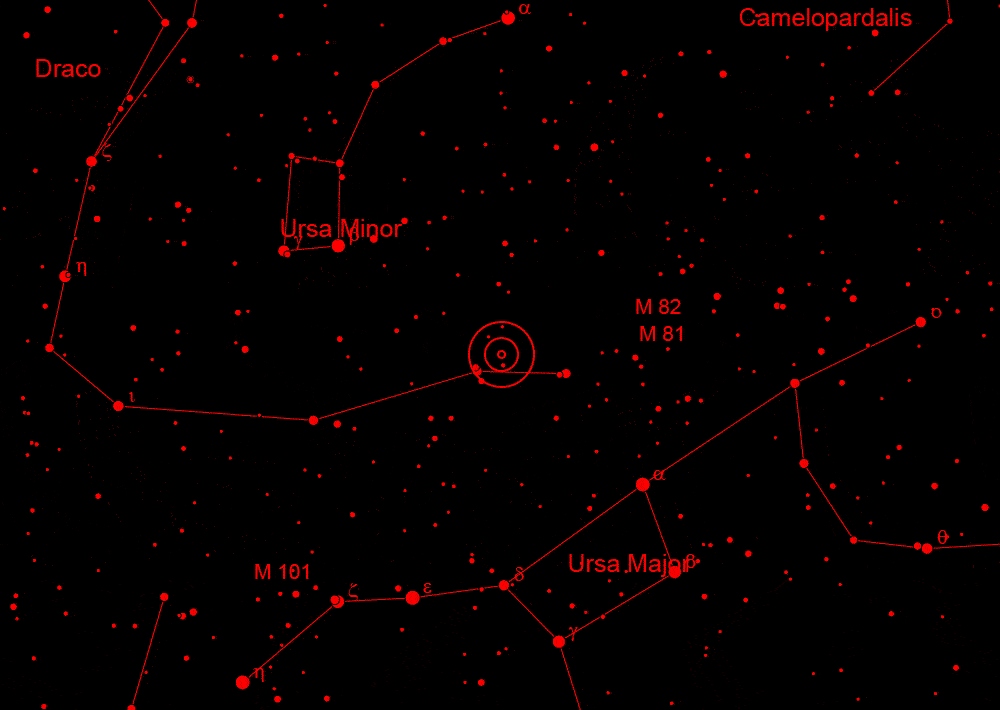 α
Camelopardalis
Draco
ζ
Ursa Minor
γ
β
η
M 82
M 81
υ
ι
α
θ
Ursa Major
β
M 101
ζ
ε
δ
γ
η